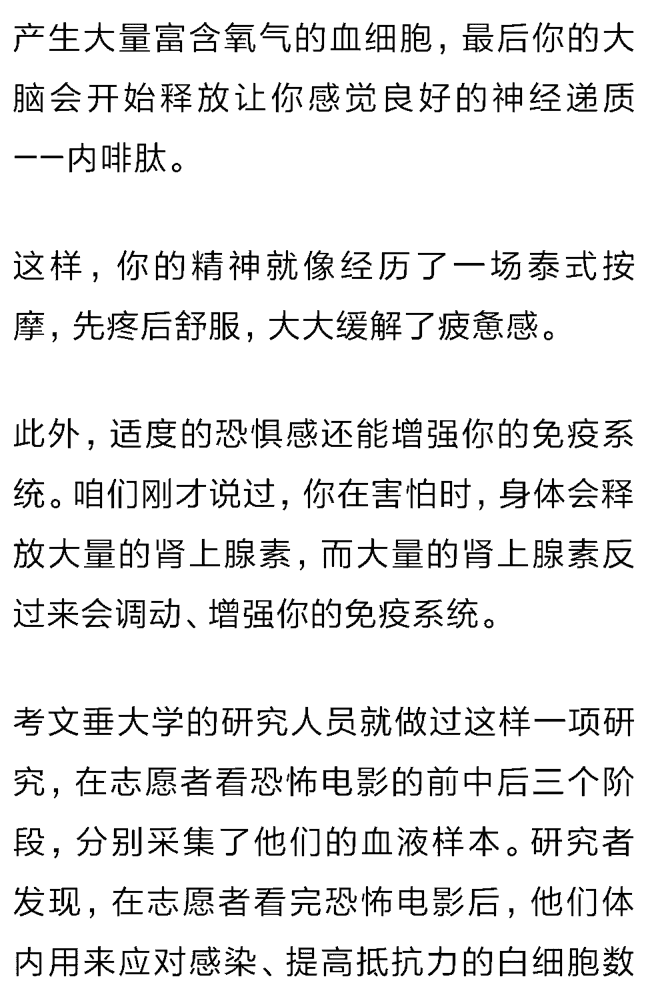 产生大量富含氧气的血细胞，最后你的大
脑会开始释放让你感觉良好的神经递质
——内啡肽。
这样，你的精神就像经历了一场泰式按
摩，先疼后舒服，大大缓解了疲惫感。
此外，适度的恐惧感还能增强你的免疫系
统。咱们刚才说过，你在害怕时，身体会释
放大量的肾上腺素，而大量的肾上腺素反
过来会调动、增强你的免疫系统。
考文垂大学的研究人员就做过这样一项研
究，在志愿者看恐怖电影的前中后三个阶
段，分别采集了他们的血液样本。研究者
发现，在志愿者看完恐怖电影后，他们体
内用来应对感染、提高抵抗力的白细胞数